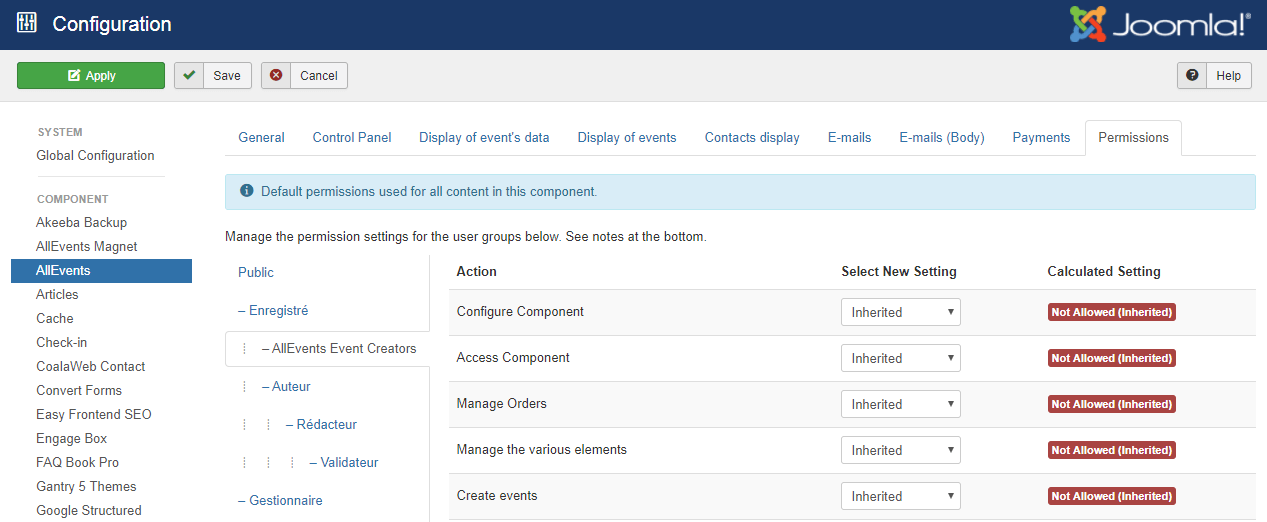 Configuration
Joomla!®
Apply
Save
Cancel
Help
SYSTEM
Global Configuration
COMPONENT
Akeeba Backup
AllEvents Magnet
AllEvents
Articles
Cache
Check-in
CoalaWeb Contact
Convert Forms
Easy Frontend SEO
Engage Box
FAQ Book Pro
Gantry 5 Themes
Google Structured
General Control Panel Display of event's data Display of events Contacts display E-mails E-mails (Body) Payments Permissions
Default permissions used for all content in this component.
Manage the permission settings for the user groups below. See notes at the bottom.
Public
– Enregistré
– AllEvents Event Creators
– Auteur
– Rédacteur
– Validateur
– Gestionnaire
Action Select New Setting Calculated Setting
Configure Component Inherited Not Allowed (Inherited)
Access Component Inherited Not Allowed (Inherited)
Manage Orders Inherited Not Allowed (Inherited)
Manage the various elements Inherited Not Allowed (Inherited)
Create events Inherited Not Allowed (Inherited)